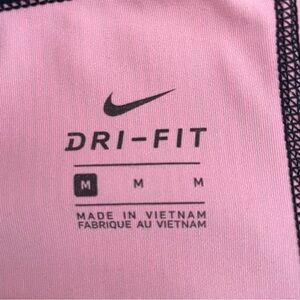 DRI-FIT
M M M
MADE IN VIETNAM
FABRIQUE AU VIETNAM